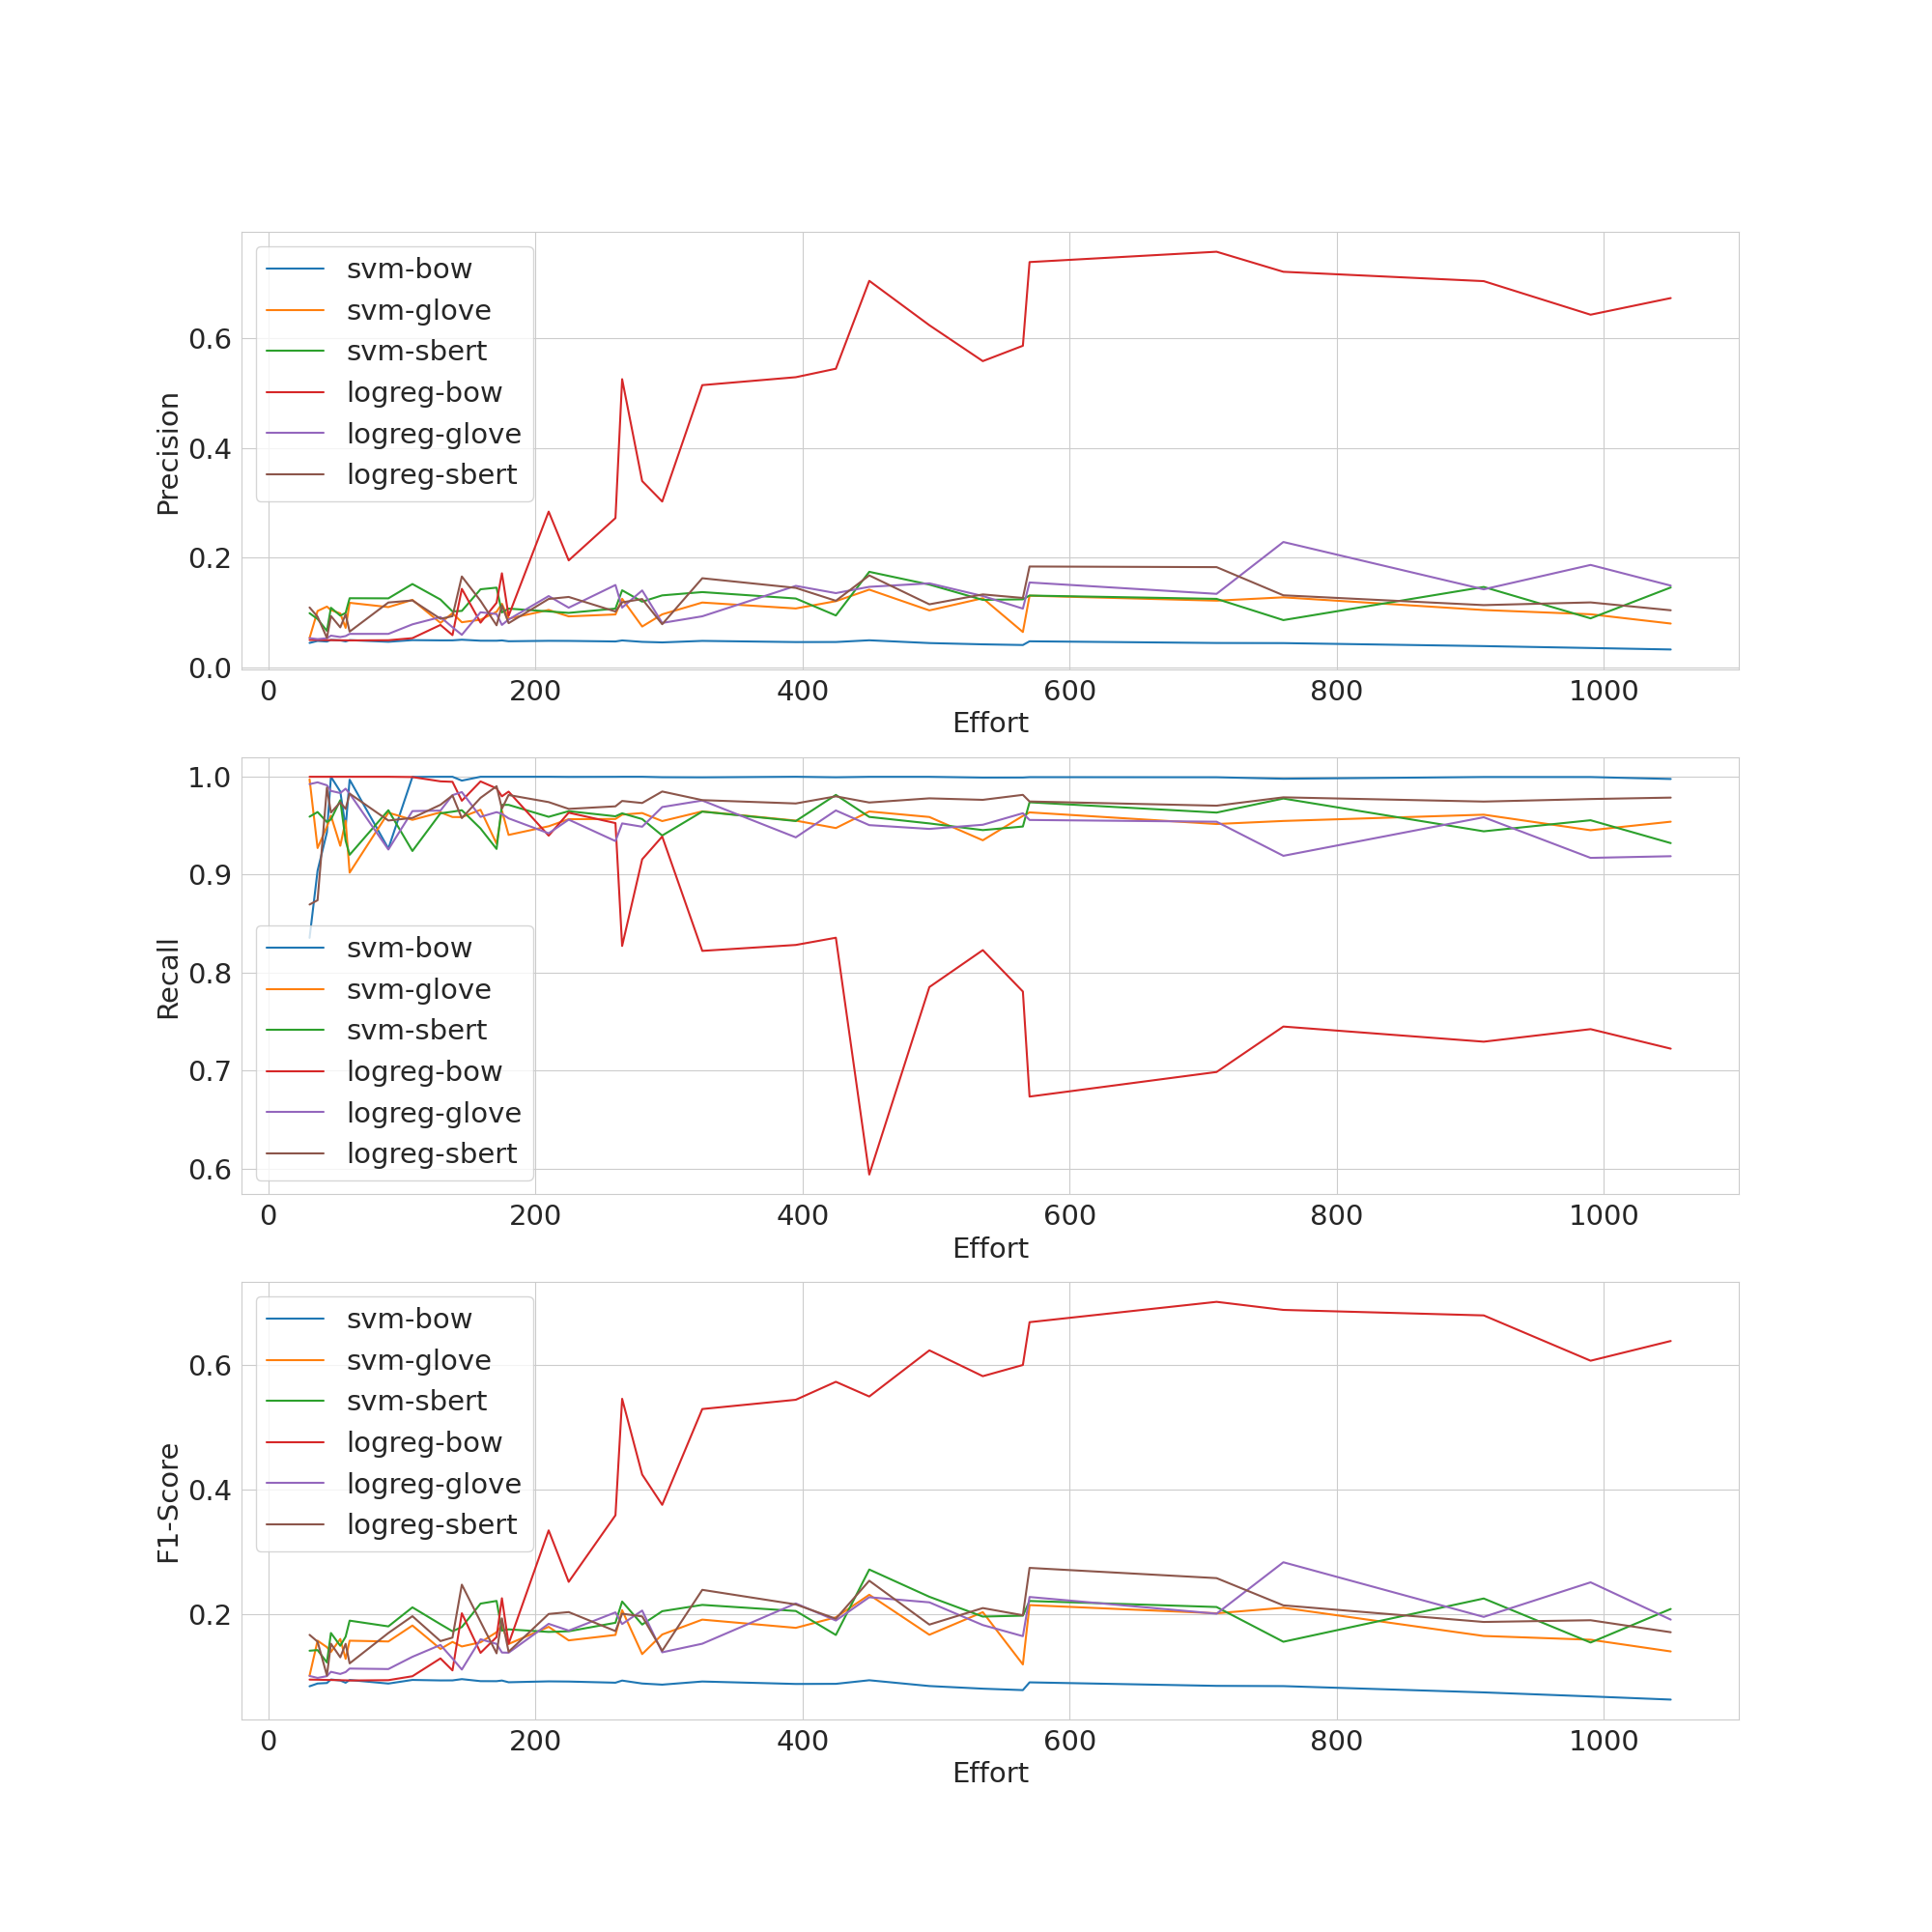 svm-bow
svm-glove
svm-sbert
logreg-bow
logreg-glove
logreg-sbert
Precision
0.6
0.4
0.2
0.0
0 200 400 600 800 1000
Effort
1.0
0.9
0.8
0.7
0.6
Recall
svm-bow
svm-glove
svm-sbert
logreg-bow
logreg-glove
logreg-sbert
0 200 400 600 800 1000
Effort
svm-bow
svm-glove
svm-sbert
logreg-bow
logreg-glove
logreg-sbert
F1-Score
0.6
0.4
0.2
0 200 400 600 800 1000
Effort